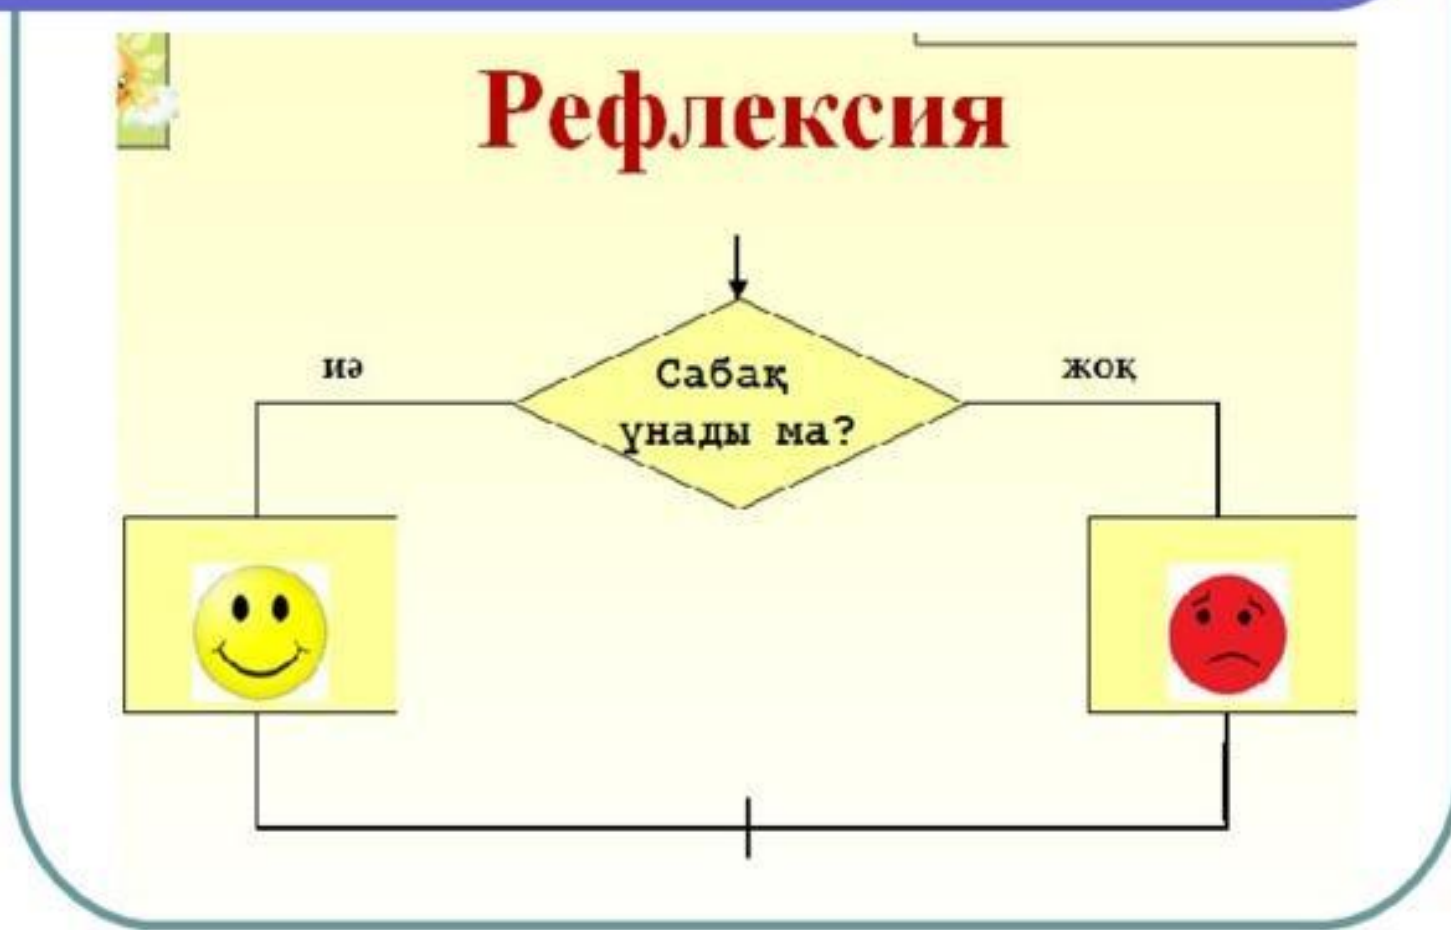 Рефлексия
иә
Сабақ
ұнады ма?
жоқ